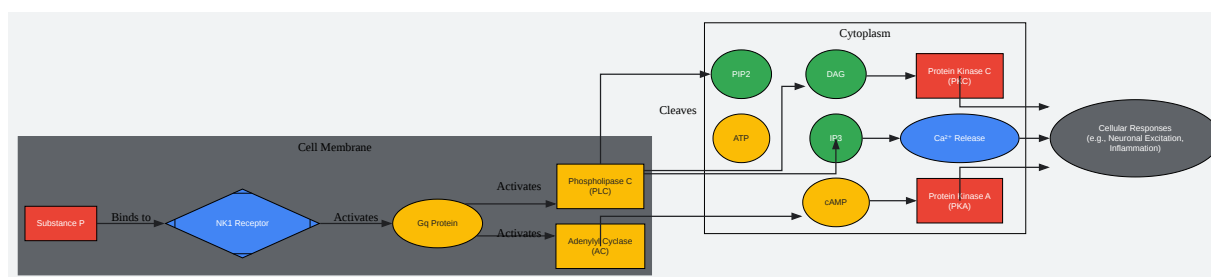 Cytoplasm
PIP2
DAG
Protein Kinase C
(PKC)
Cleaves
ATP
IP3
Ca²⁺ Release
Cellular Responses
(e.g., Neuronal Excitation,
Inflammation)
Cell Membrane
Activates
Phospholipase C
(PLC)
cAMP
Protein Kinase A
(PKA)
Substance P
Binds to
NK1 Receptor
Activates
Gq Protein
Activates
Adenylyl Cyclase
(AC)